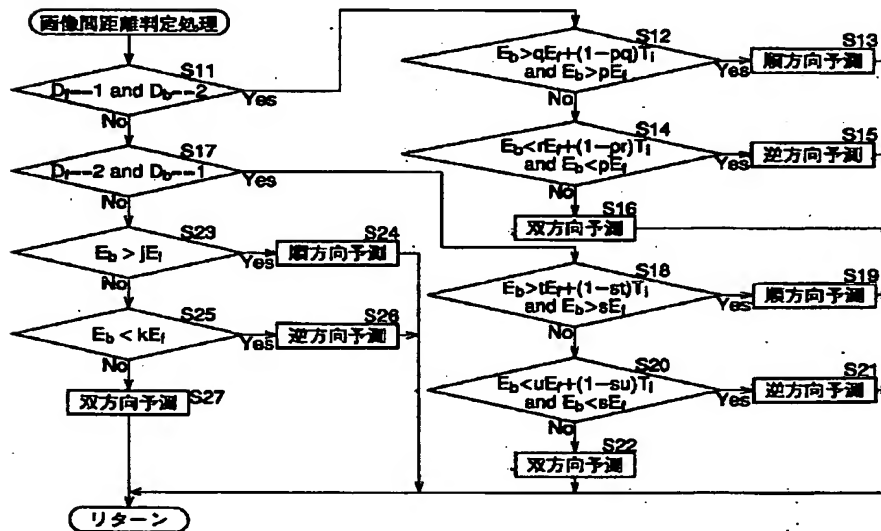 画像間距離判定処理
S11
Df==1 and Db==2
Yes
No
S17
Df==2 and Db==1
Yes
No
S23
Eb > jEf
Yes
No
S24
順方向予測
S25
Eb < kEf
Yes
No
S26
逆方向予測
双方向予測
S27
リターン
S12
Eb>qEf+(1-pq)Ti
and Eb>pEf
Yes
No
S13
順方向予測
S14
Eb<rEf+(1-pr)Ti
and Eb<pEf
Yes
No
S15
逆方向予測
S16
双方向予測
S18
Eb>tEf+(1-st)Ti
and Eb>sEf
Yes
No
S19
順方向予測
S20
Eb<uEf+(1-su)Ti
and Eb<sEf
Yes
No
S21
逆方向予測
S22
双方向予測